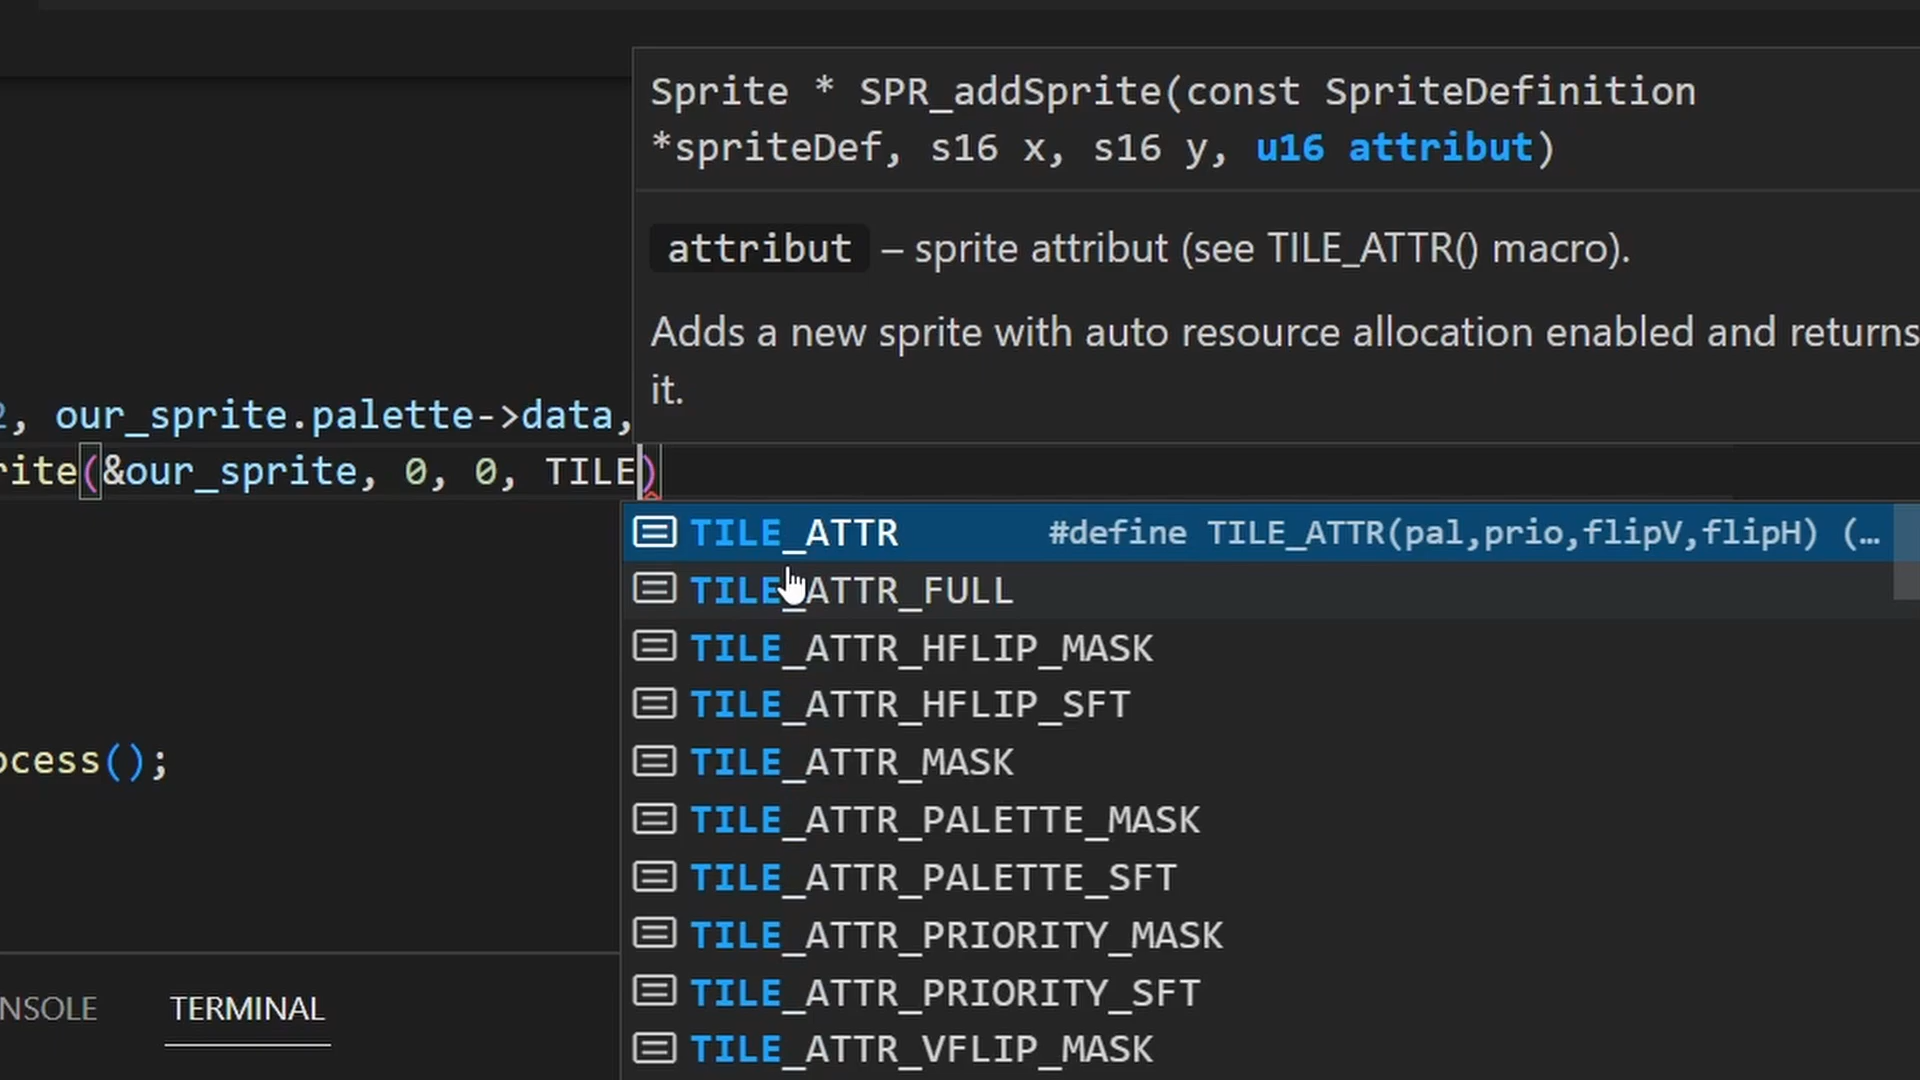 Sprite * SPR_addSprite(const SpriteDefinition
*spriteDef, s16 x, s16 y, u16 attribut)
attribut – sprite attribut (see TILE_ATTR() macro).
Adds a new sprite with auto resource allocation enabled and returns
it.
2, our_sprite.palette->data,
rite(&our_sprite, 0, 0, TILE)
TILE_ATTR #define TILE_ATTR(pal,prio,flipV,flipH) (…
TILE_ATTR_FULL
TILE_ATTR_HFLIP_MASK
TILE_ATTR_HFLIP_SFT
TILE_ATTR_MASK
ocess();
TILE_ATTR_PALETTE_MASK
TILE_ATTR_PALETTE_SFT
TILE_ATTR_PRIORITY_MASK
TILE_ATTR_PRIORITY_SFT
TILE_ATTR_VFLIP_MASK
NSOLE TERMINAL